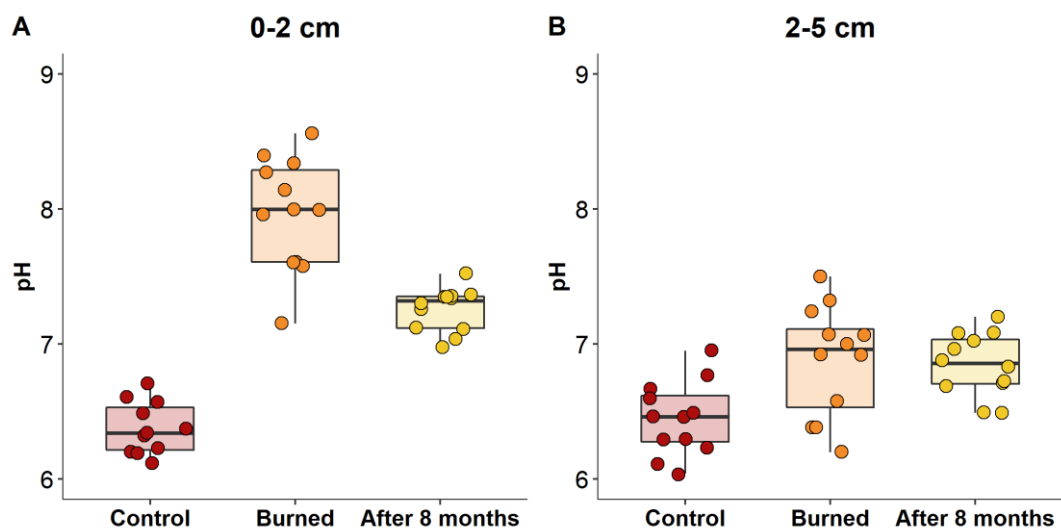 A
0-2 cm
pH
9
8
7
6
Control
Burned
After 8 months
B
2-5 cm
pH
9
8
7
6
Control
Burned
After 8 months